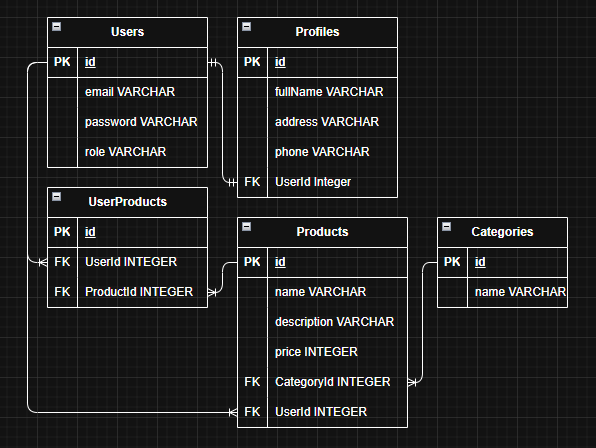 Users
PK id
email VARCHAR
password VARCHAR
role VARCHAR
Profiles
PK id
fullName VARCHAR
address VARCHAR
phone VARCHAR
FK UserId Integer
UserProducts
PK id
FK UserId INTEGER
FK ProductId INTEGER
Products
PK id
name VARCHAR
description VARCHAR
price INTEGER
FK CategoryId INTEGER
FK UserId INTEGER
Categories
PK id
name VARCHAR